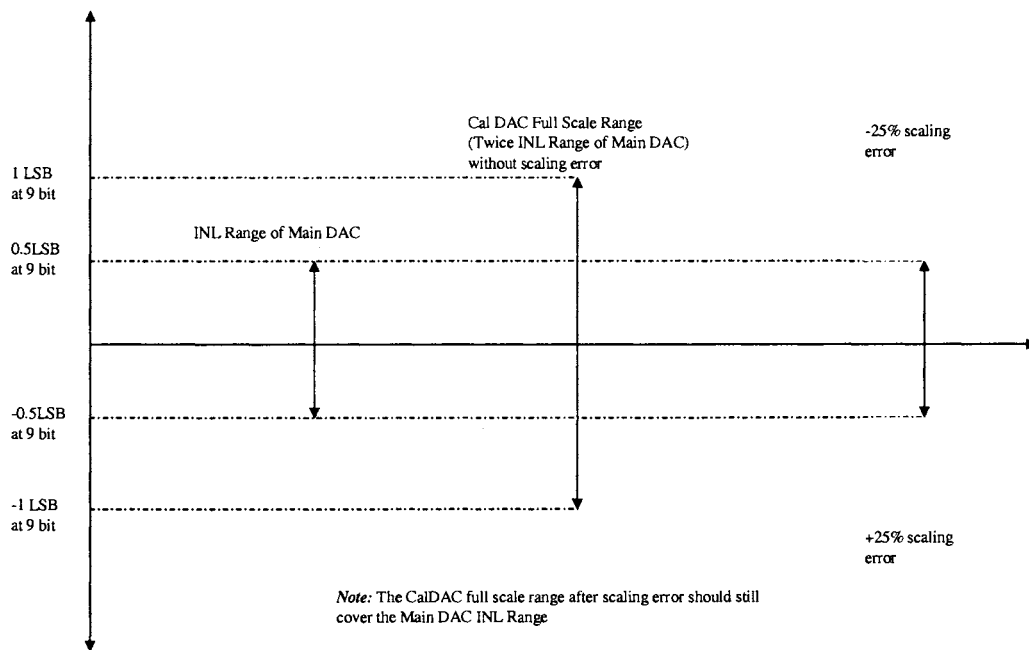 Cal DAC Full Scale Range
(Twice INL Range of Main DAC)
without scaling error
-25% scaling
error
1 LSB
at 9 bit
INL Range of Main DAC
0.5LSB
at 9 bit
-0.5LSB
at 9 bit
-1 LSB
at 9 bit
+25% scaling
error
Note: The CalDAC full scale range after scaling error should still
cover the Main DAC INL Range